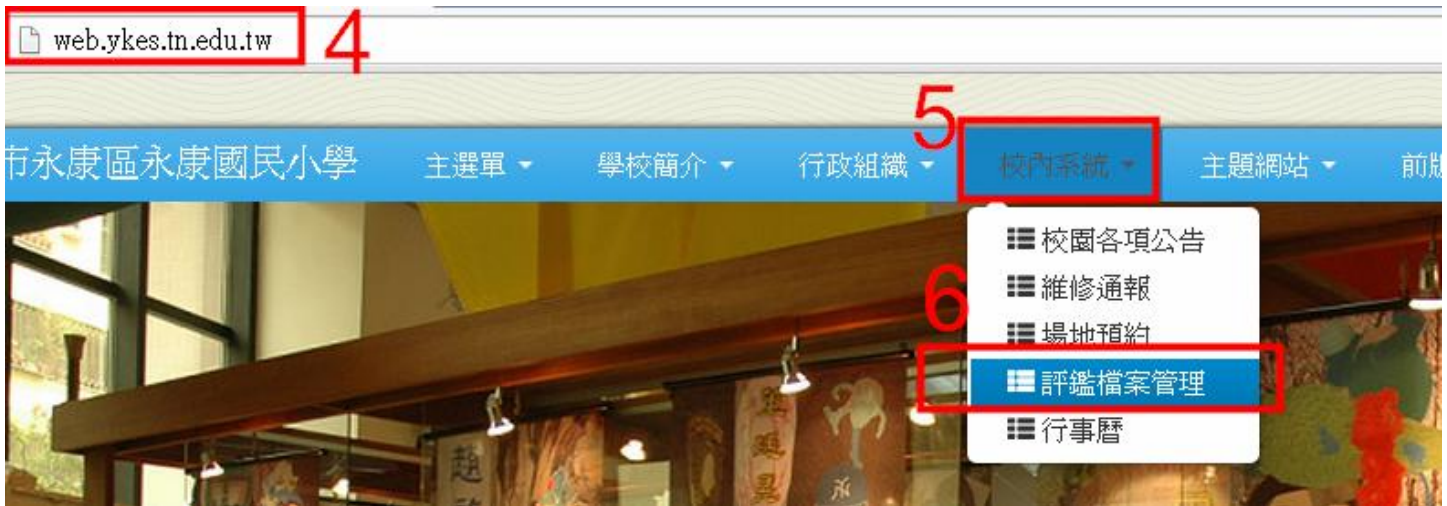 web.ykes.tn.edu.tw
4
5
市永康區永康國民小學 主選單 學校簡介 行政組織 校內系統 主題網站 前版
校園各項公告
維修通報
6
場地預約
評鑑檔案管理
行事曆